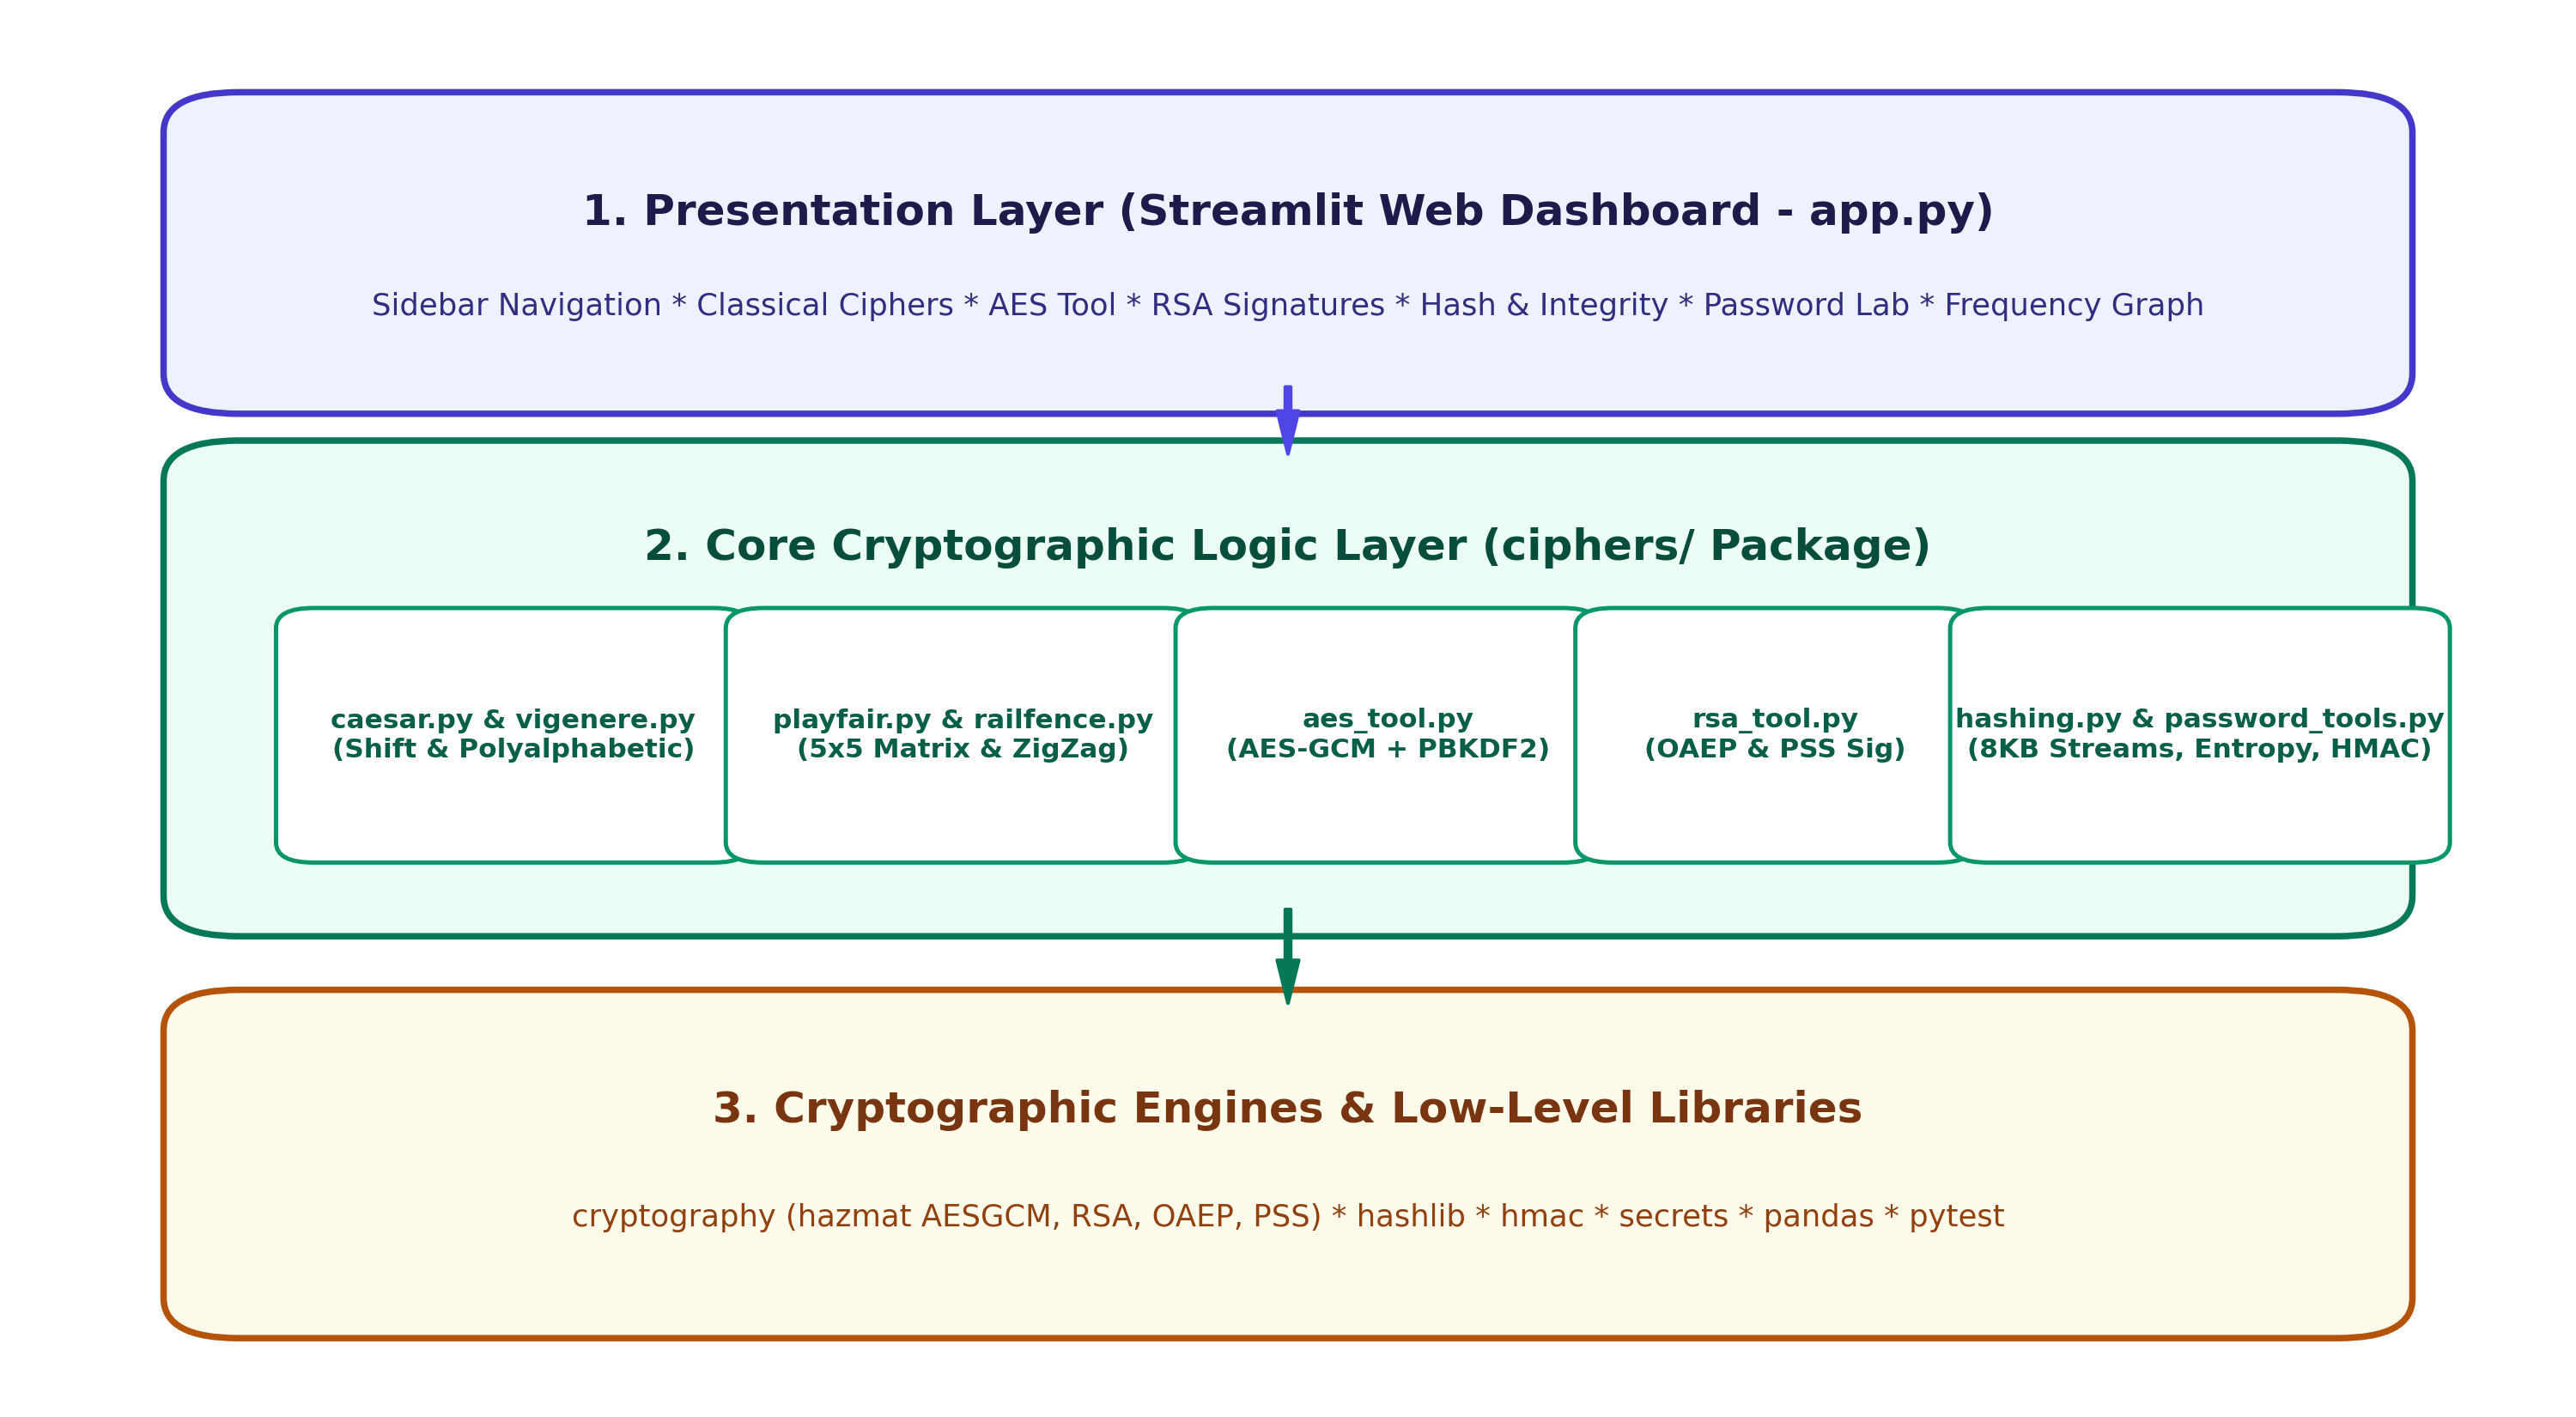 1. Presentation Layer (Streamlit Web Dashboard - app.py)
Sidebar Navigation * Classical Ciphers * AES Tool * RSA Signatures * Hash & Integrity * Password Lab * Frequency Graph
2. Core Cryptographic Logic Layer (ciphers/ Package)
caesar.py & vigenere.py
(Shift & Polyalphabetic)
playfair.py & railfence.py
(5x5 Matrix & ZigZag)
aes_tool.py
(AES-GCM + PBKDF2)
rsa_tool.py
(OAEP & PSS Sig)
hashing.py & password_tools.py
(8KB Streams, Entropy, HMAC)
3. Cryptographic Engines & Low-Level Libraries
cryptography (hazmat AESGCM, RSA, OAEP, PSS) * hashlib * hmac * secrets * pandas * pytest